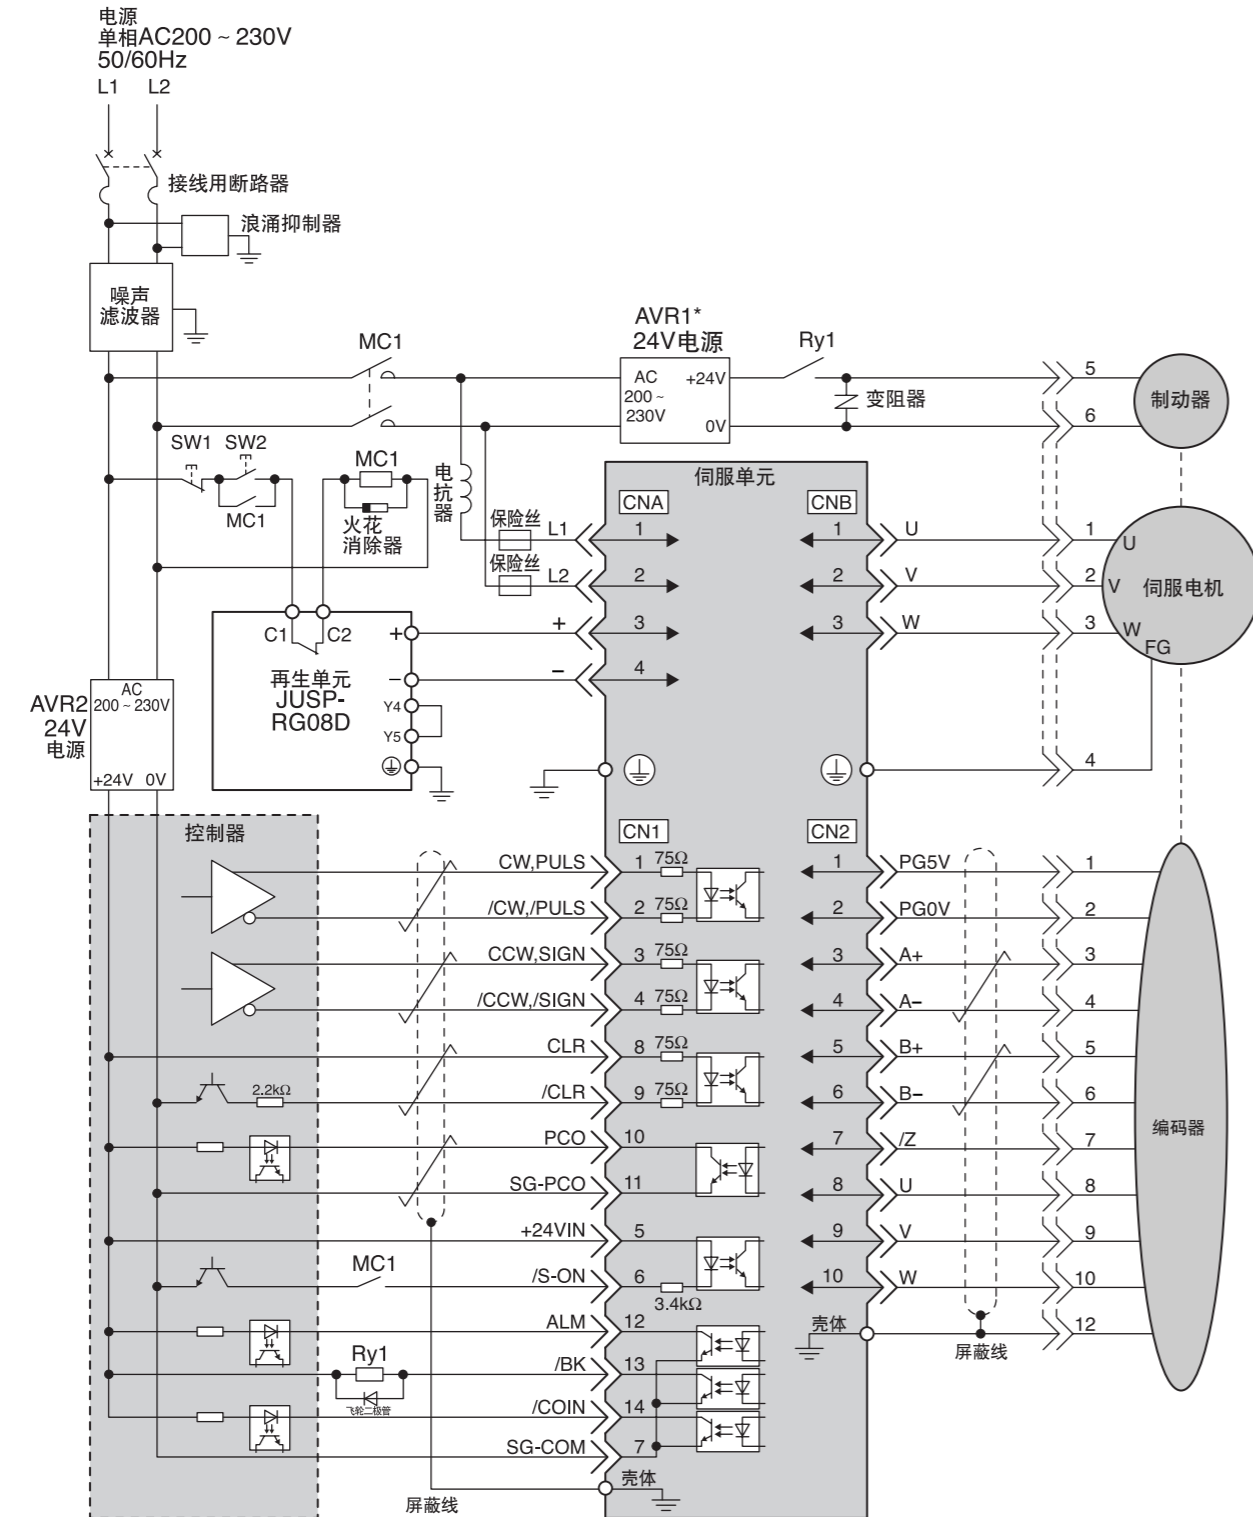 电源
单相AC200 ~ 230V
50/60Hz
L1 L2
接线用断路器
浪涌抑制器
噪声
滤波器
MC1
AVR1*
24V电源
AC
200 ~
230V
+24V
0V
Ry1
变阻器
5
6
制动器
SW1 SW2
MC1
MC1
火花
消除器
电抗器
保险丝
L1
保险丝
L2
伺服单元
CNA
1
2
+
3
−
4
CNB
1 U 1 U
2 V 2 V
3 W 3 W
FG
伺服电机
4
C1 C2
+
−
Y4
Y5
再生单元
JUSP-
RG08D
AVR2
24V
电源
AC
200 ~ 230V
+24V 0V
控制器
CN1
CW,PULS 1 75Ω
/CW,/PULS 2 75Ω
CCW,SIGN 3 75Ω
/CCW,/SIGN 4 75Ω
CLR 8 75Ω
2.2kΩ /CLR 9 75Ω
PCO 10
SG-PCO 11
+24VIN 5
MC1 /S-ON 6
3.4kΩ
ALM 12
Ry1 /BK 13
飞轮二极管
/COIN 14
SG-COM 7
壳体
屏蔽线
CN2
1 PG5V 1
2 PG0V 2
3 A+ 3
4 A− 4
5 B+ 5
6 B− 6
7 /Z 7
8 U 8
9 V 9
10 W 10
壳体 12
屏蔽线
编码器